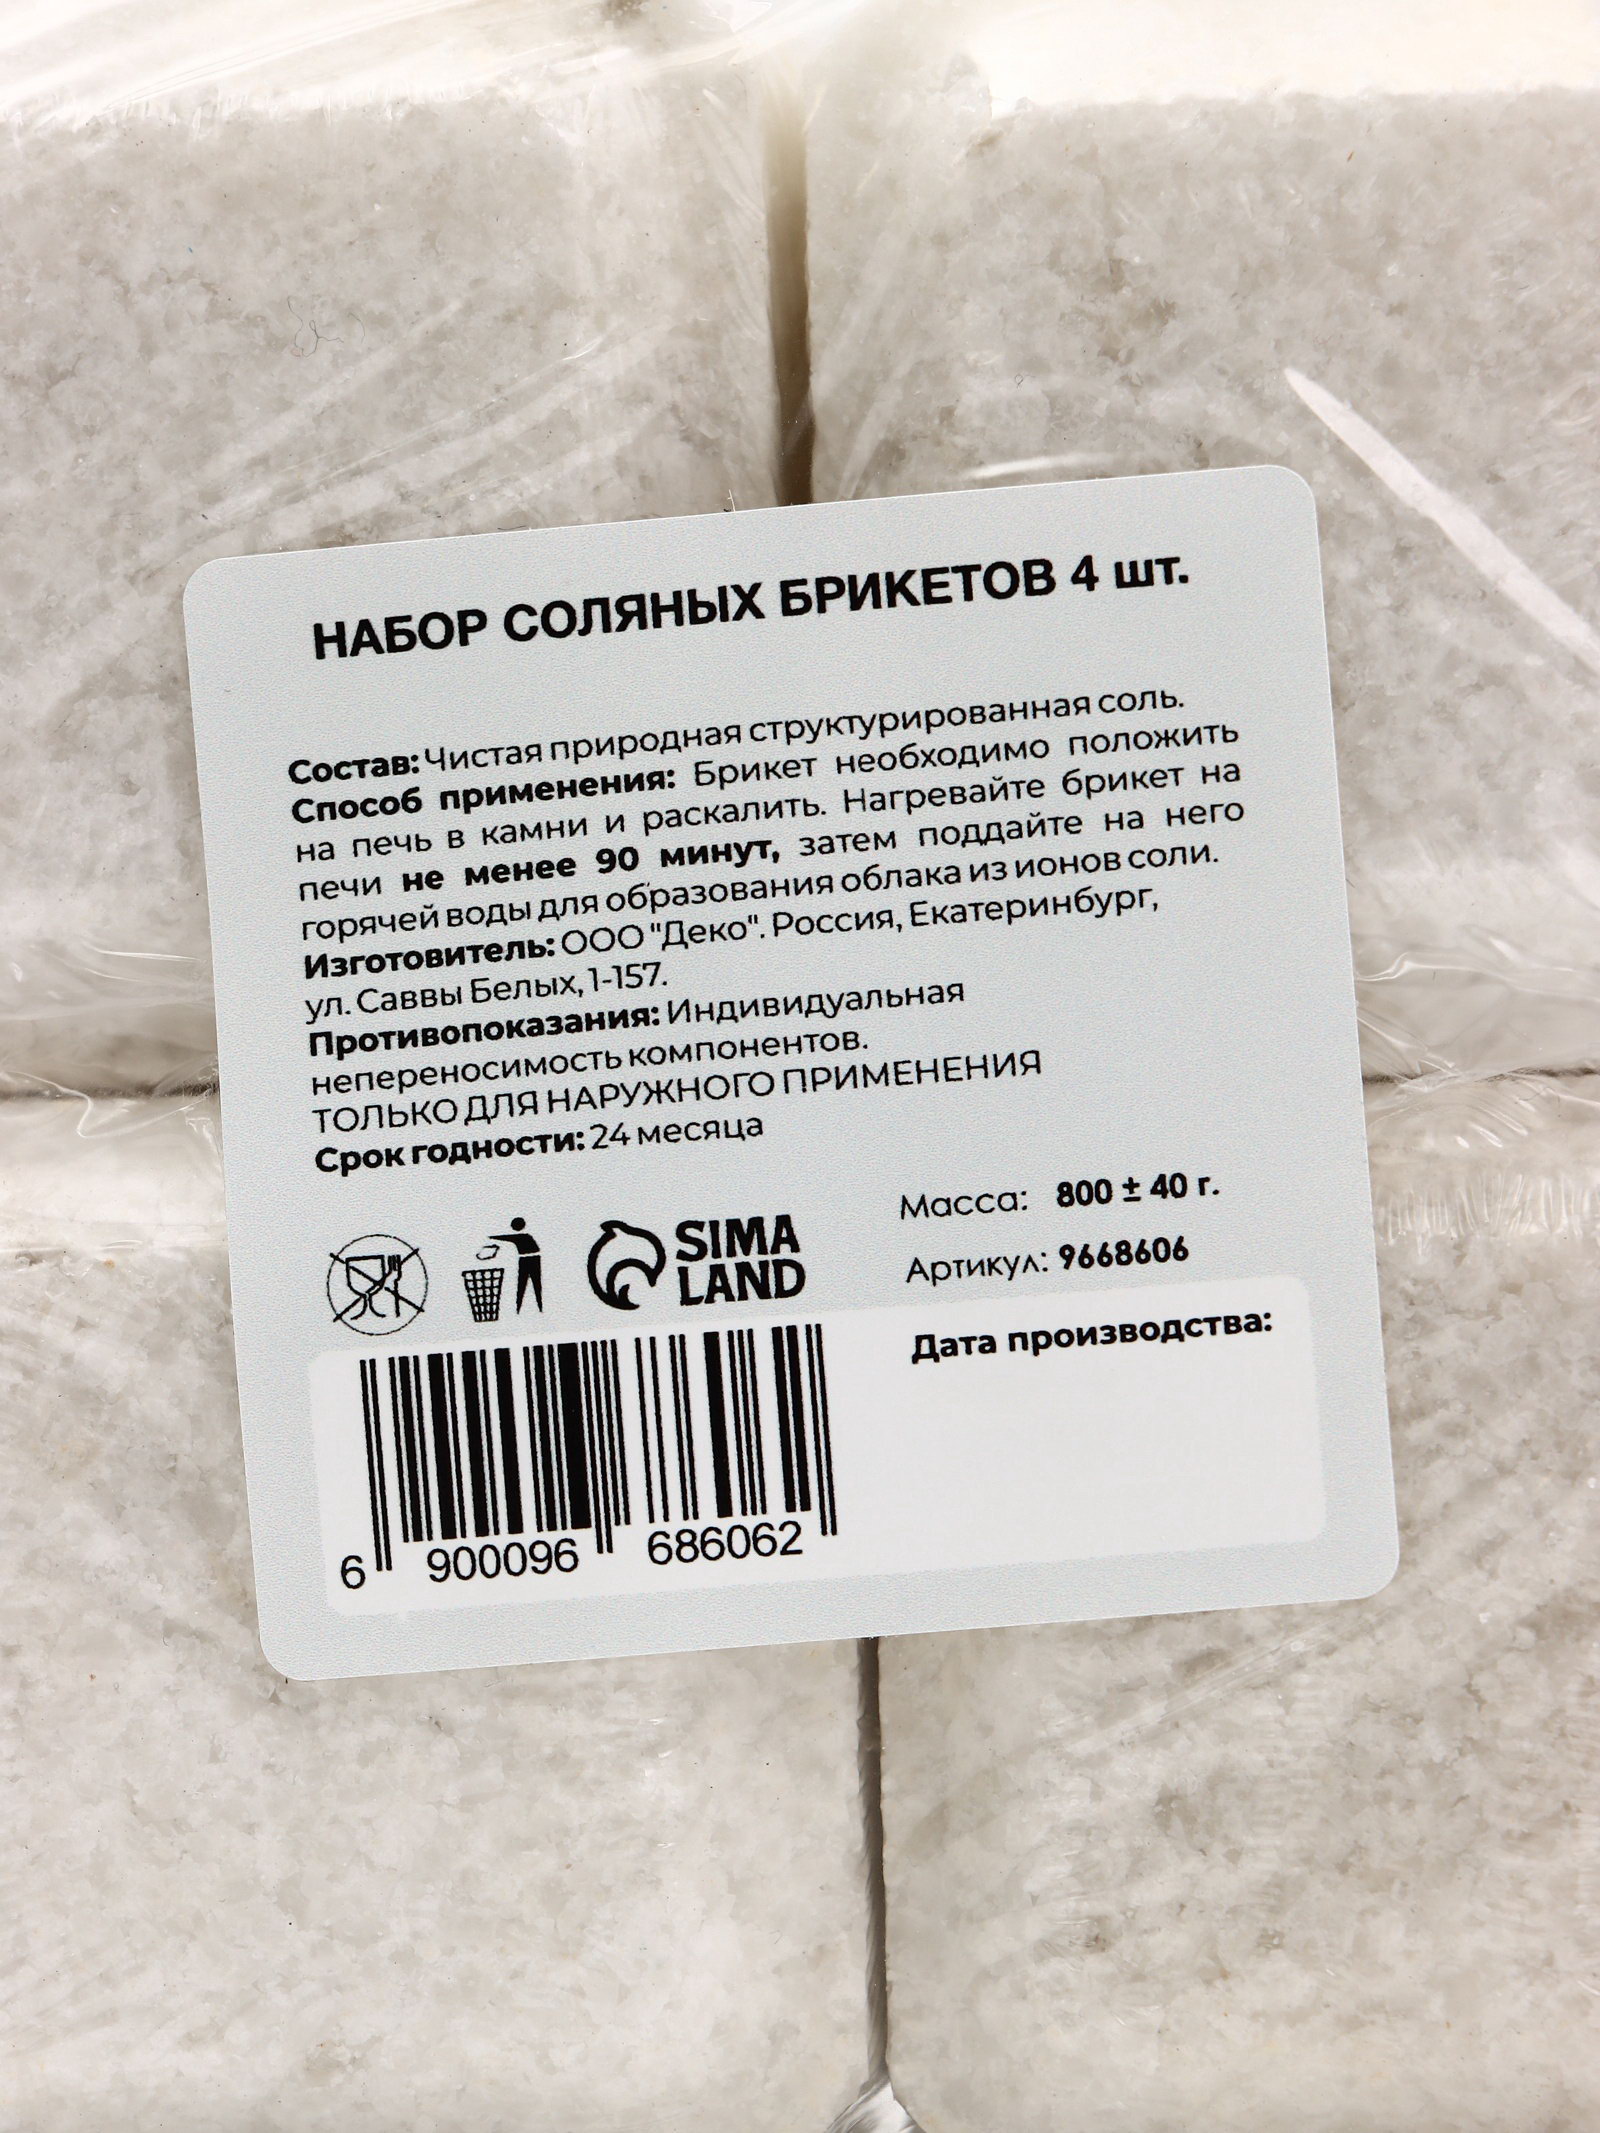 НАБОР СОЛЯНЫХ БРИКЕТОВ 4 шт.
Состав: Чистая природная структурированная соль.
Способ применения: Брикет необходимо положить
на печь в камни и раскалить. Нагревайте брикет на
печи не менее 90 минут, затем поддайте на него
горячей воды для образования облака из ионов соли.
Изготовитель: ООО "Деко". Россия, Екатеринбург,
ул. Саввы Белых, 1-157.
Противопоказания: Индивидуальная
непереносимость компонентов.
ТОЛЬКО ДЛЯ НАРУЖНОГО ПРИМЕНЕНИЯ
Срок годности: 24 месяца
Масса: 800 ± 40 г.
SIMA
LAND
Артикул: 9668606
Дата производства:
6 900096 686062